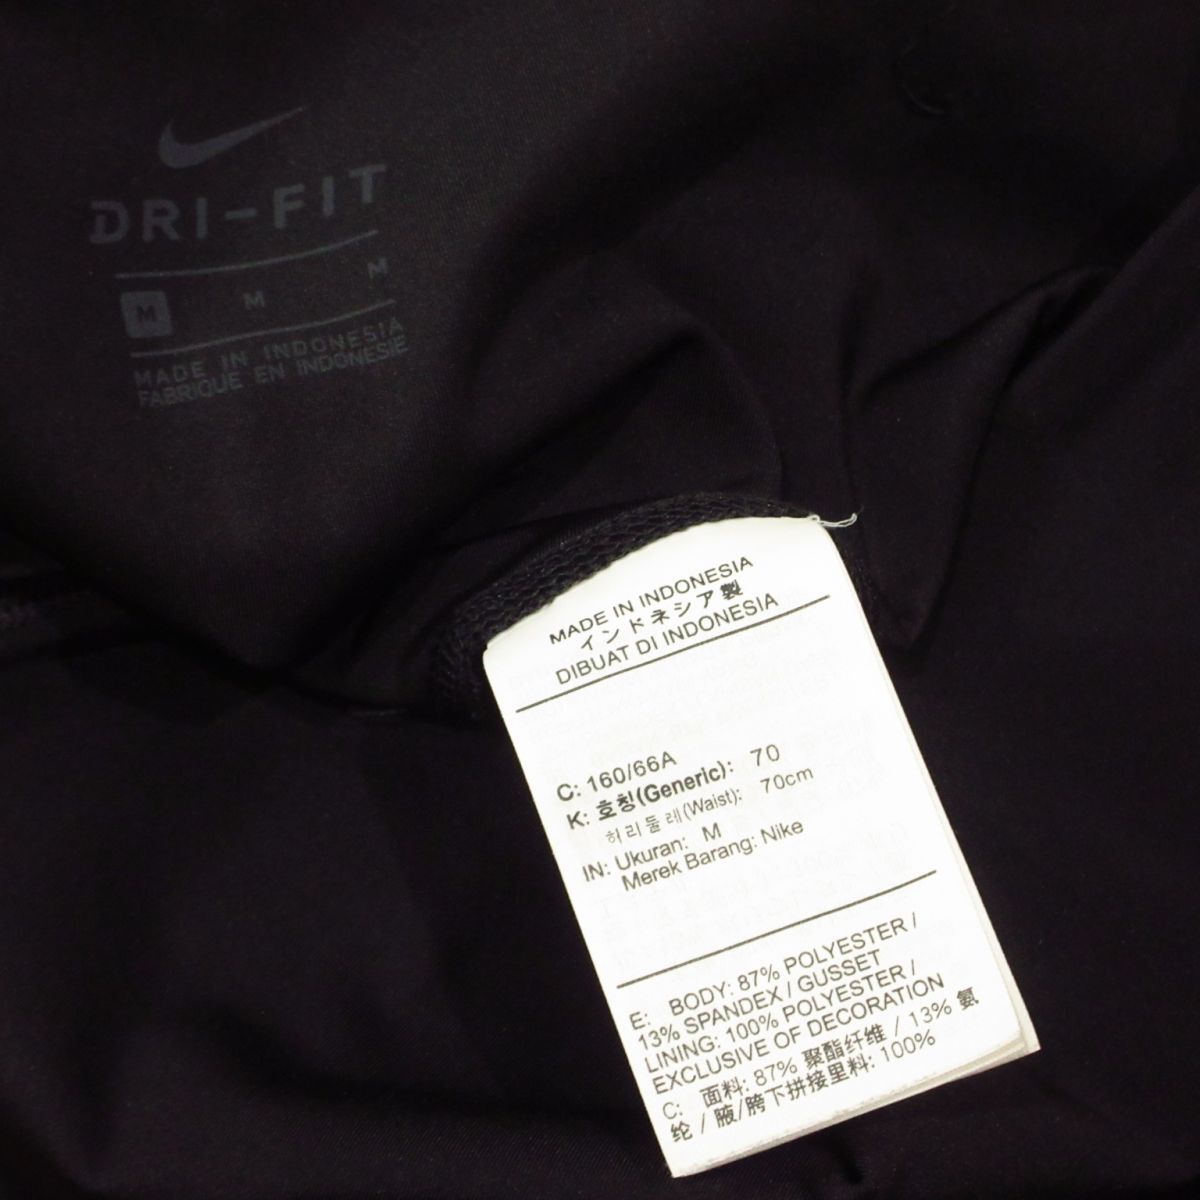 DRI-FIT
M M M
MADE IN INDONESIA
FABRIQUE EN INDONESIE
MADE IN INDONESIA
インドネシア製
DIBUAT DI INDONESIA
C: 160/66A
K: 호칭(Generic): 70
허리둘레(Waist): 70cm
IN: Ukuran: M
Merek Barang: Nike
E: BODY: 87% POLYESTER /
13% SPANDEX / GUSSET
LINING: 100% POLYESTER /
EXCLUSIVE OF DECORATION
C: 面料: 87% 聚酯纤维 / 13% 氨
纶 / 腋/胯下拼接里料: 100%